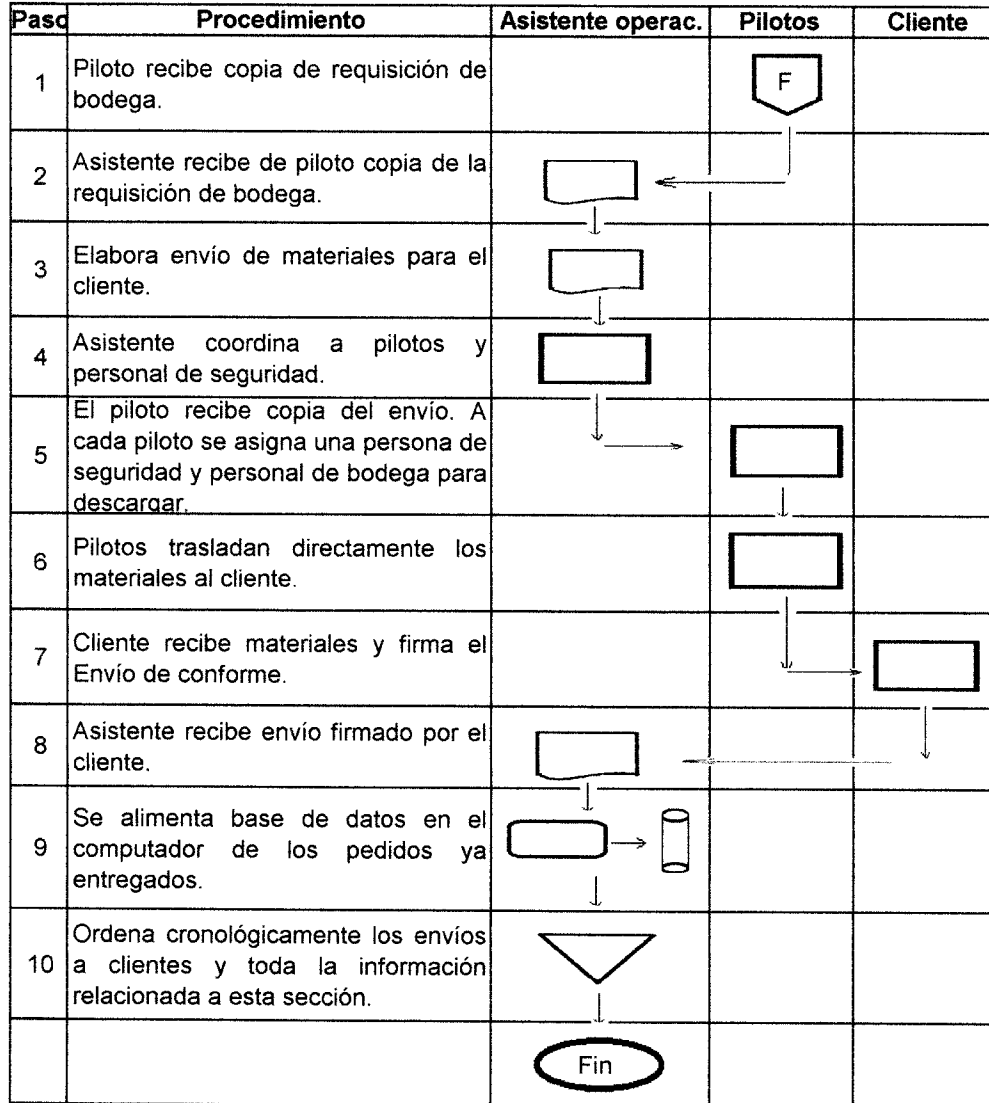 Paso Procedimiento Asistente operac. Pilotos Cliente
1
Piloto recibe copia de requisición de
bodega.
F
2
Asistente recibe de piloto copia de la
requisición de bodega.
3
Elabora envío de materiales para el
cliente.
4
Asistente coordina a pilotos y
personal de seguridad.
5
El piloto recibe copia del envío. A
cada piloto se asigna una persona de
seguridad y personal de bodega para
descargar.
6
Pilotos trasladan directamente los
materiales al cliente.
7
Cliente recibe materiales y firma el
Envío de conforme.
8
Asistente recibe envío firmado por el
cliente.
9
Se alimenta base de datos en el
computador de los pedidos ya
entregados.
10
Ordena cronológicamente los envíos
a clientes y toda la información
relacionada a esta sección.
Fin